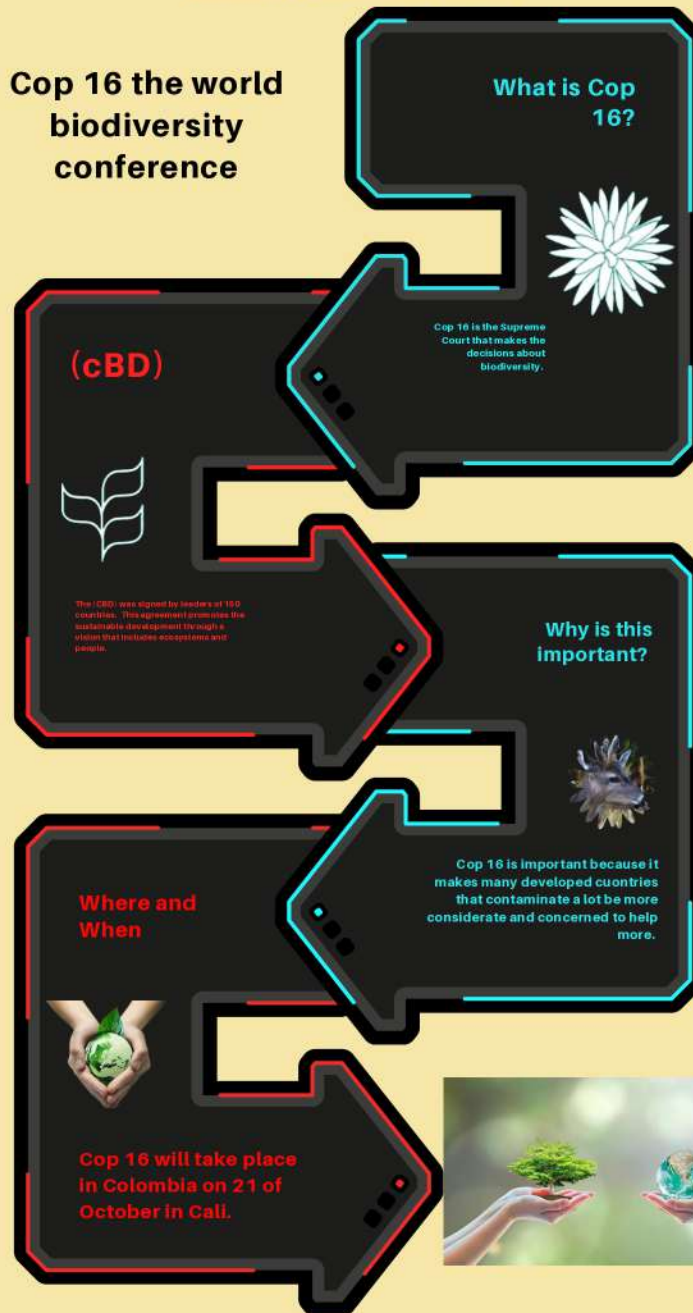 Cop 16 the world
biodiversity
conference
What is Cop
16?
Cop 16 is the Supreme
Court that makes the
decisions about
biodiversity.
(cBD)
The (CBD) was signed by leaders of 150
countries. This agreement promotes the
sustainable development through a
vision that includes ecosystems and
people.
Why is this
important?
Cop 16 is important because it
makes many developed cuontries
that contaminate a lot be more
considerate and concerned to help
more.
Where and
When
Cop 16 will take place
in Colombia on 21 of
October in Cali.